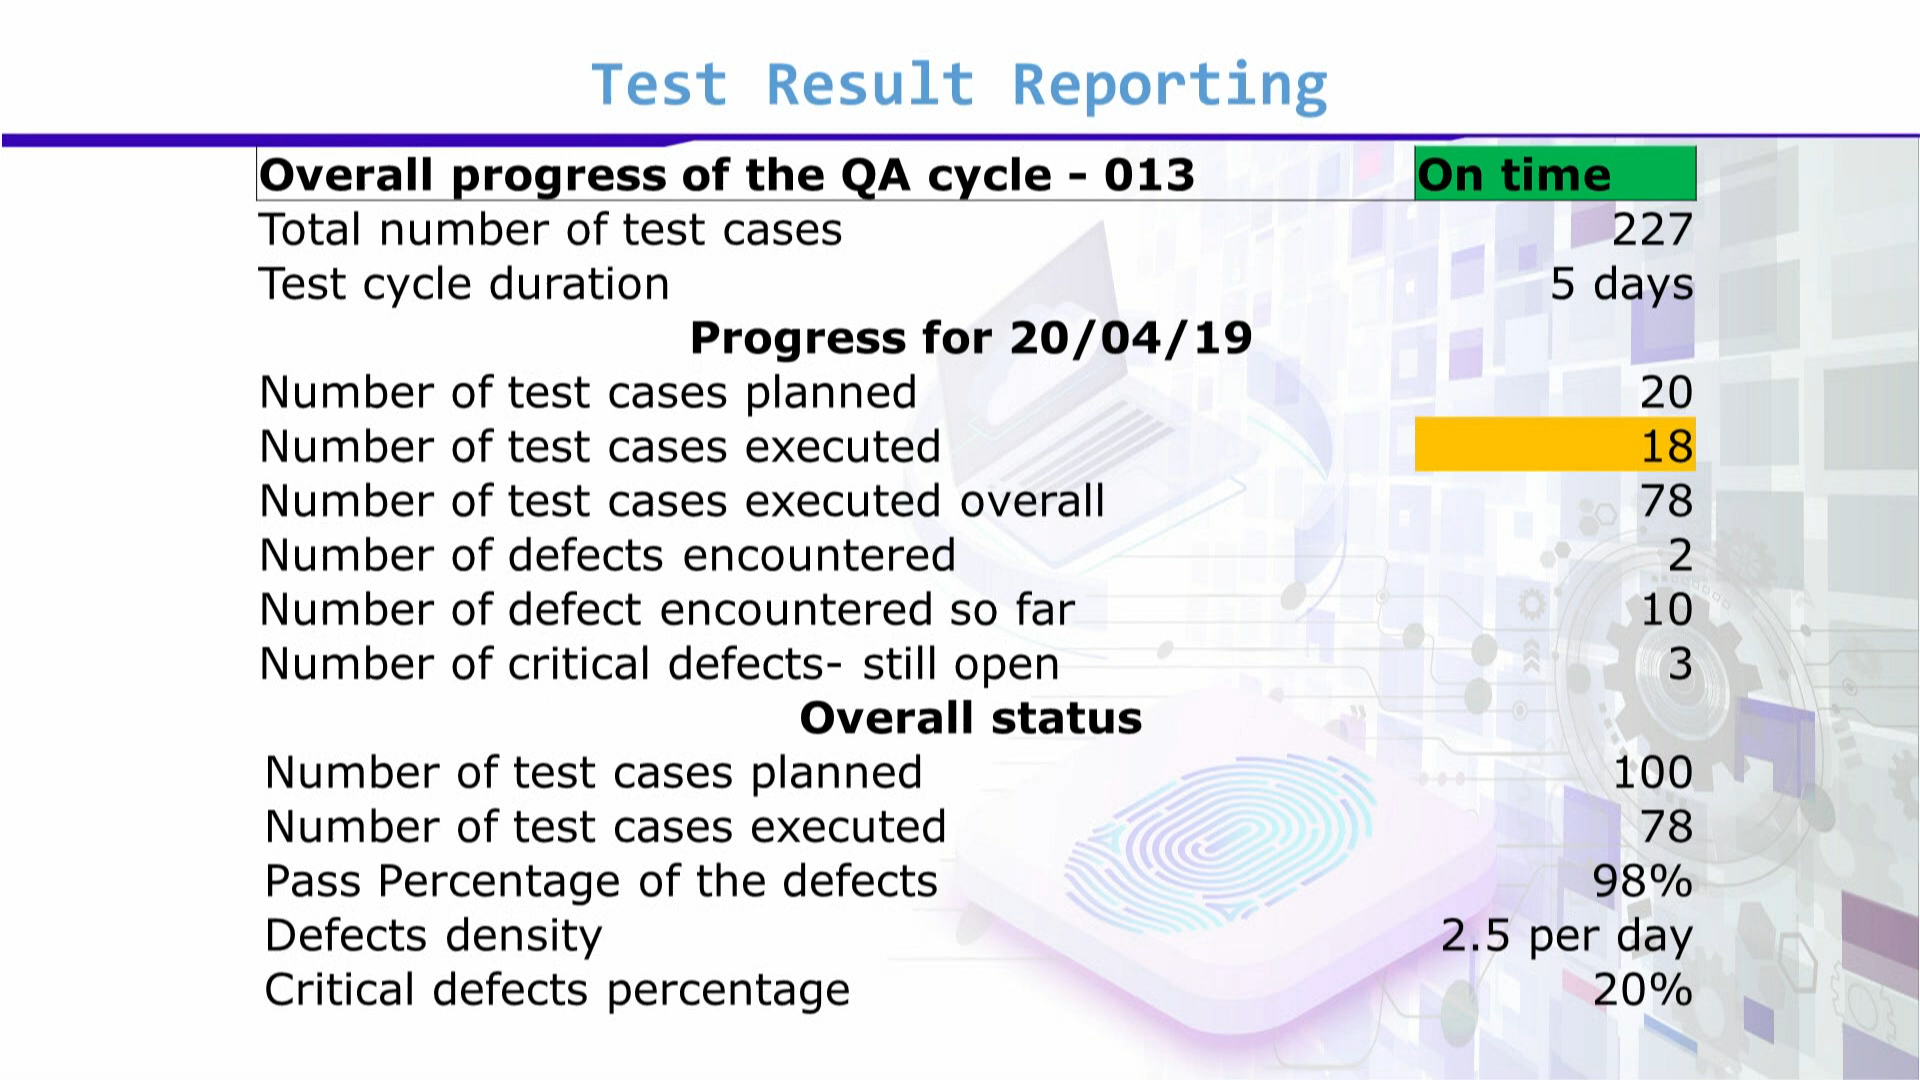 Test Result Reporting
Overall progress of the QA cycle - 013 On time
Total number of test cases 227
Test cycle duration 5 days
Progress for 20/04/19
Number of test cases planned 20
Number of test cases executed 18
Number of test cases executed overall 78
Number of defects encountered 2
Number of defect encountered so far 10
Number of critical defects- still open 3
Overall status
Number of test cases planned 100
Number of test cases executed 78
Pass Percentage of the defects 98%
Defects density 2.5 per day
Critical defects percentage 20%